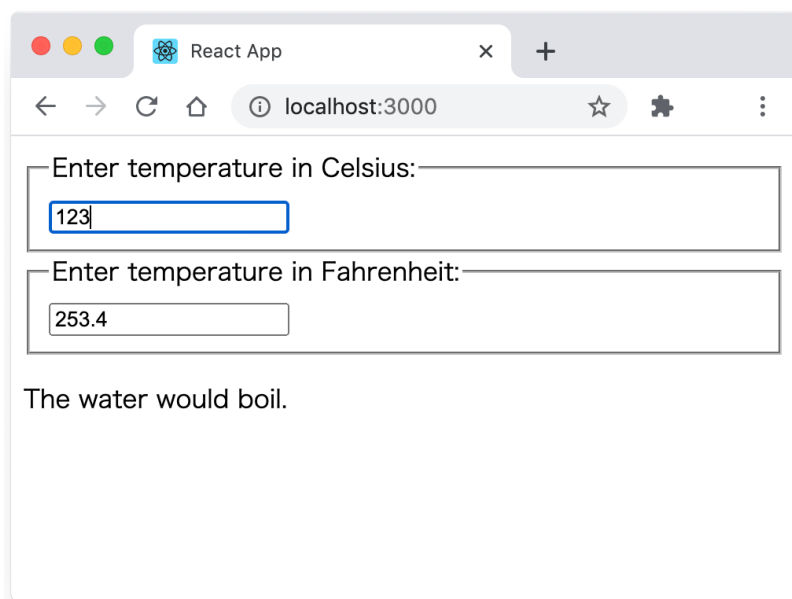 React App
localhost:3000
Enter temperature in Celsius:
123
Enter temperature in Fahrenheit:
253.4
The water would boil.